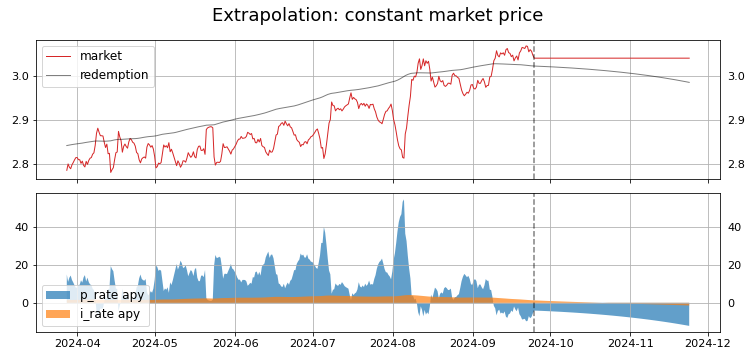 Extrapolation: constant market price
market
redemption
3.0 3.0
2.9 2.9
2.8 2.8
40 40
20 20
0 0
p_rate apy
i_rate apy
2024-04 2024-05 2024-06 2024-07 2024-08 2024-09 2024-10 2024-11 2024-12